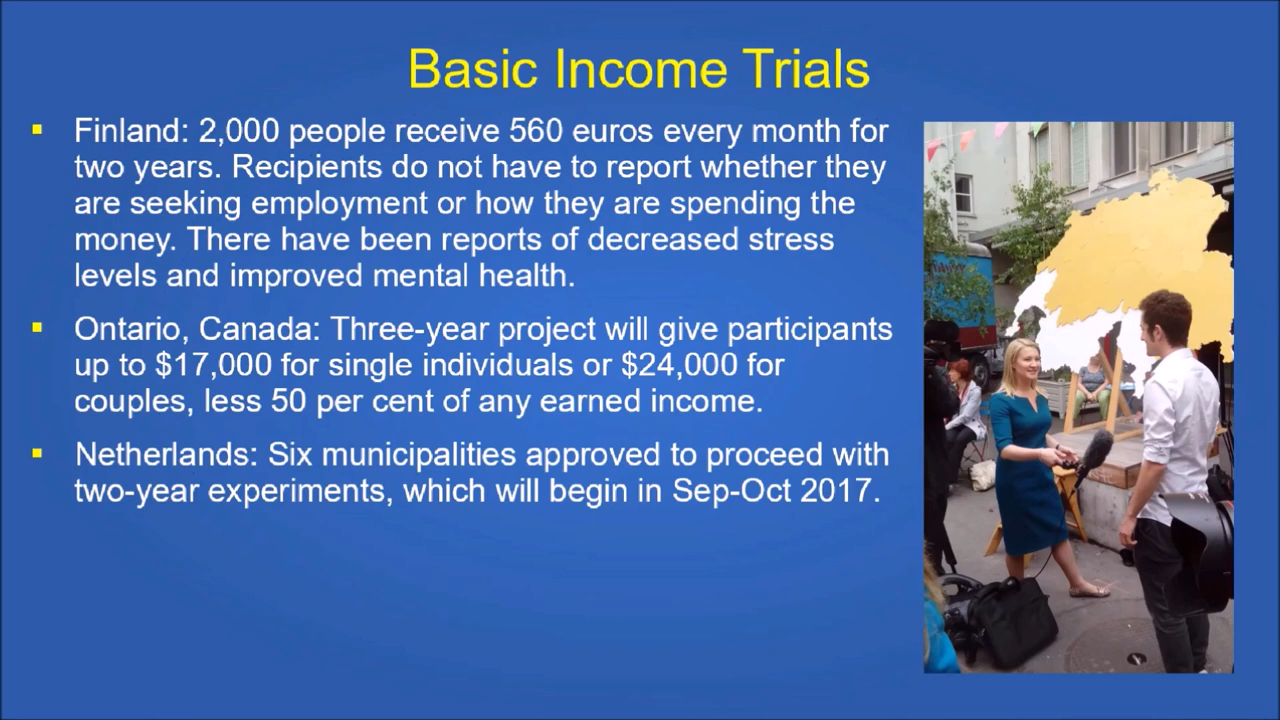 Basic Income Trials
Finland: 2,000 people receive 560 euros every month for
two years. Recipients do not have to report whether they
are seeking employment or how they are spending the
money. There have been reports of decreased stress
levels and improved mental health.
Ontario, Canada: Three-year project will give participants
up to $17,000 for single individuals or $24,000 for
couples, less 50 per cent of any earned income.
Netherlands: Six municipalities approved to proceed with
two-year experiments, which will begin in Sep-Oct 2017.